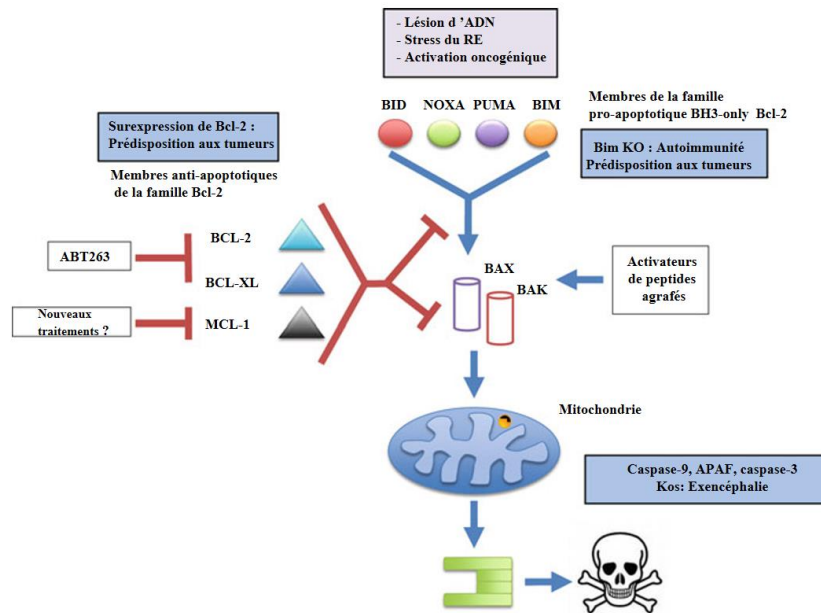 - Lésion d 'ADN
- Stress du RE
- Activation oncogénique
BID NOXA PUMA BIM
Membres de la famille
pro-apoptotique BH3-only Bcl-2
Surexpression de Bcl-2 :
Prédisposition aux tumeurs
Bim KO : Autoimmunité
Prédisposition aux tumeurs
Membres anti-apoptotiques
de la famille Bcl-2
BCL-2
ABT263
BCL-XL
Nouveaux
traitements ?
MCL-1
BAX
BAK
Activateurs
de peptides
agrafés
Mitochondrie
Caspase-9, APAF, caspase-3
Kos: Exencéphalie